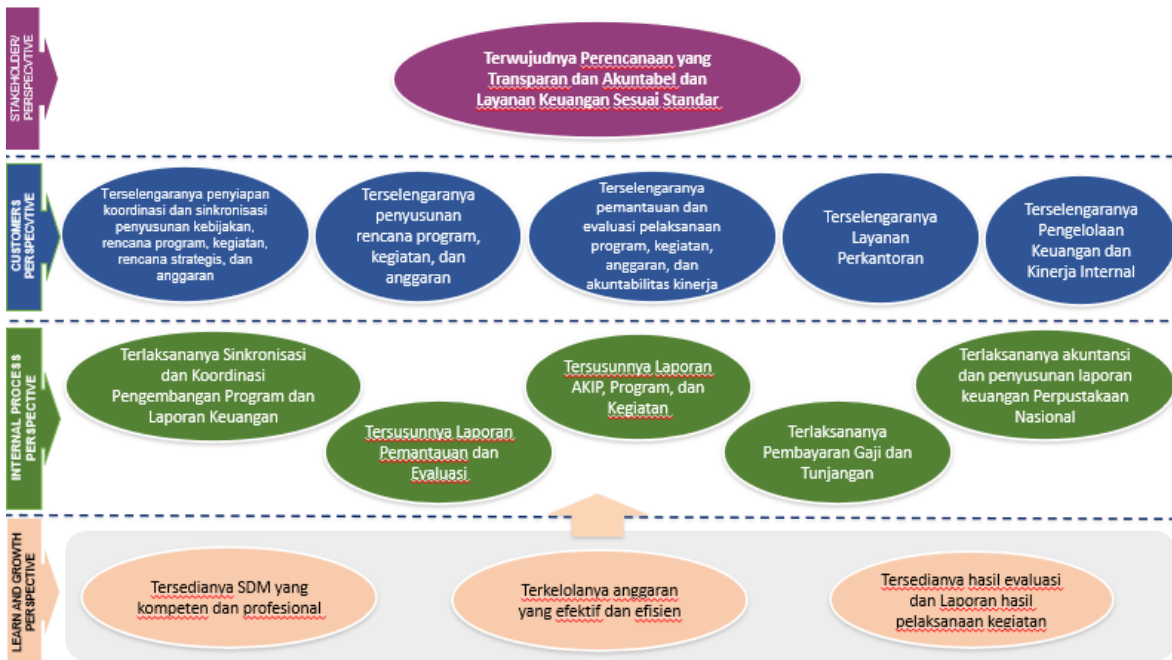 STAKEHOLDER/
PERSPECVTIVE
Terwujudnya Perencanaan yang
Transparan dan Akuntabel dan
Layanan Keuangan Sesuai Standar
CUSTOMERS
PERSPECVTIVE
Terselengaranya penyiapan
koordinasi dan sinkronisasi
penyusunan kebijakan,
rencana program, kegiatan,
rencana strategis, dan
anggaran
Terselengaranya
penyusunan
rencana program,
kegiatan, dan
anggaran
Terselengaranya
pemantauan dan
evaluasi pelaksanaan
program, kegiatan,
anggaran, dan
akuntabilitas kinerja
Terselengaranya
Layanan
Perkantoran
Terselengaranya
Pengelolaan
Keuangan dan
Kinerja Internal
INTERNAL PROCESS
PERSPECTIVE
Terlaksananya Sinkronisasi
dan Koordinasi
Pengembangan Program dan
Laporan Keuangan
Tersusunnya Laporan
Pemantauan dan
Evaluasi
Tersusunnya Laporan
AKIP, Program, dan
Kegiatan
Terlaksananya
Pembayaran Gaji dan
Tunjangan
Terlaksananya akuntansi
dan penyusunan laporan
keuangan Perpustakaan
Nasional
LEARN AND GROWTH
PERSPECTIVE
Tersedianya SDM yang
kompeten dan profesional
Terkelolanya anggaran
yang efektif dan efisien
Tersedianya hasil evaluasi
dan Laporan hasil
pelaksanaan kegiatan